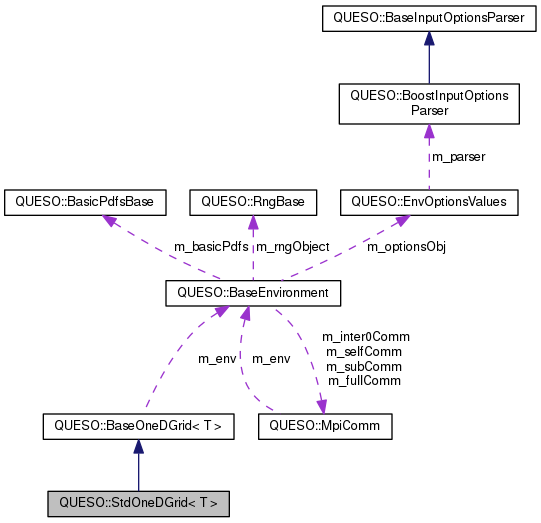 QUESO::BaseInputOptionsParser
QUESO::BoostInputOptions
Parser
m_parser
QUESO::BasicPdfsBase
QUESO::RngBase
QUESO::EnvOptionsValues
m_basicPdfs
m_rngObject
m_optionsObj
QUESO::BaseEnvironment
m_env
m_env
m_inter0Comm
m_selfComm
m_subComm
m_fullComm
QUESO::BaseOneDGrid< T >
QUESO::MpiComm
QUESO::StdOneDGrid< T >